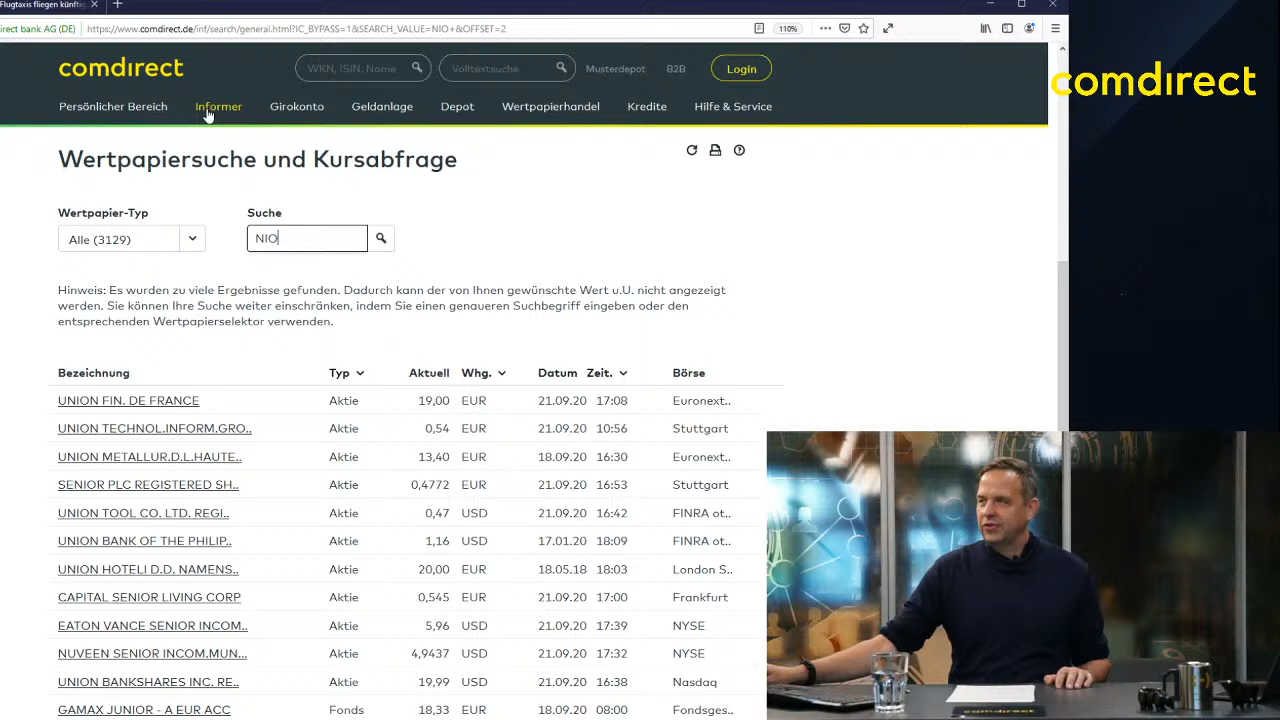 Flugtaxis fliegen künftig
irect bank AG (DE) https://www.comdirect.de/inf/search/general.html?IC_BYPASS=1&SEARCH_VALUE=NIO+&OFFSET=2 110%
comdirect WKN, ISIN, Name Volltextsuche Musterdepot B2B Login
comdirect
Persönlicher Bereich Informer Girokonto Geldanlage Depot Wertpapierhandel Kredite Hilfe & Service
Wertpapiersuche und Kursabfrage
Wertpapier-Typ Suche
Alle (3129) NIO
Hinweis: Es wurden zu viele Ergebnisse gefunden. Dadurch kann der von Ihnen gewünschte Wert u.U. nicht angezeigt
werden. Sie können Ihre Suche weiter einschränken, indem Sie einen genaueren Suchbegriff eingeben oder den
entsprechenden Wertpapierselektor verwenden.
Bezeichnung Typ Aktuell Whg. Datum Zeit. Börse
UNION FIN. DE FRANCE Aktie 19,00 EUR 21.09.20 17:08 Euronext..
UNION TECHNOL.INFORM.GRO.. Aktie 0,54 EUR 21.09.20 10:56 Stuttgart
UNION METALLUR.D.L.HAUTE.. Aktie 13,40 EUR 18.09.20 16:30 Euronext..
SENIOR PLC REGISTERED SH.. Aktie 0,4772 EUR 21.09.20 16:53 Stuttgart
UNION TOOL CO. LTD. REGI.. Aktie 0,47 USD 21.09.20 16:42 FINRA ot..
UNION BANK OF THE PHILIP.. Aktie 1,16 USD 17.01.20 18:09 FINRA ot..
UNION HOTELI D.D. NAMENS.. Aktie 20,00 EUR 18.05.18 18:03 London S..
CAPITAL SENIOR LIVING CORP Aktie 0,545 EUR 21.09.20 17:00 Frankfurt
EATON VANCE SENIOR INCOM.. Aktie 5,96 USD 21.09.20 17:39 NYSE
NUVEEN SENIOR INCOM.MUN... Aktie 4,9437 USD 21.09.20 17:32 NYSE
UNION BANKSHARES INC. RE.. Aktie 19,99 USD 21.09.20 16:38 Nasdaq
GAMAX JUNIOR - A EUR ACC Fonds 18,33 EUR 18.09.20 08:00 Fondsges..
comdirect